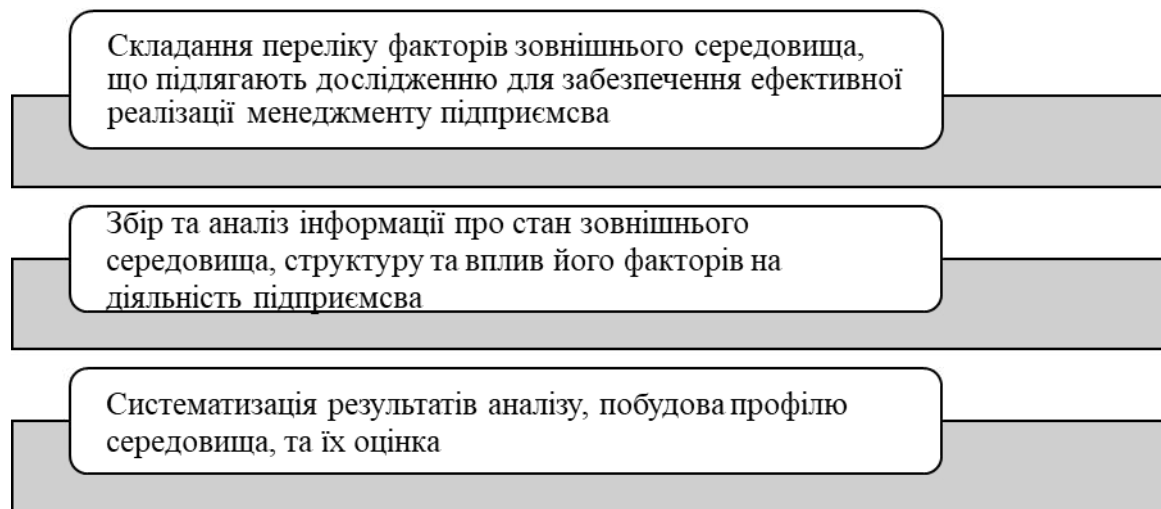 Складання переліку факторів зовнішнього середовища,
що підлягають дослідженню для забезпечення ефективної
реалізації менеджменту підприємсва
Збір та аналіз інформації про стан зовнішнього
середовища, структуру та вплив його факторів на
діяльність підприємсва
Систематизація результатів аналізу, побудова профілю
середовища, та їх оцінка